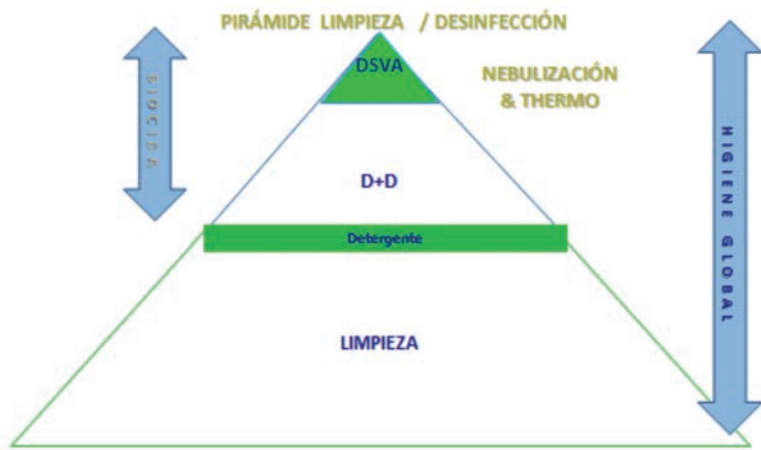 PIRÁMIDE LIMPIEZA / DESINFECCIÓN
DSVA
NEBULIZACIÓN
& THERMO
BIOCIDA
D+D
HIGIENE GLOBAL
Detergente
LIMPIEZA